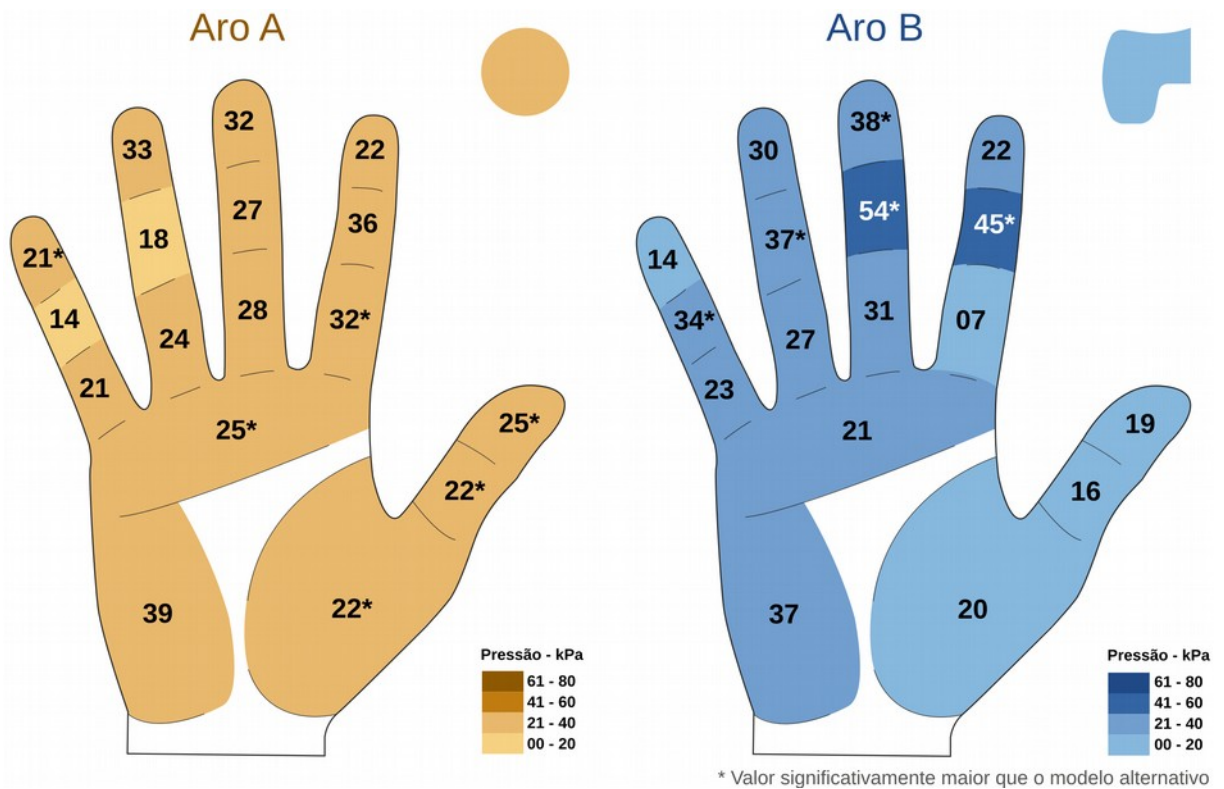 Aro A
33
32
22
21*
18
27
36
14
24
28
32*
21
25*
25*
22*
39
22*
Pressão - kPa
61 - 80
41 - 60
21 - 40
00 - 20
Aro B
30
38*
22
14
37*
54*
45*
34*
27
31
07
23
21
19
16
37
20
Pressão - kPa
61 - 80
41 - 60
21 - 40
00 - 20
* Valor significativamente maior que o modelo alternativo